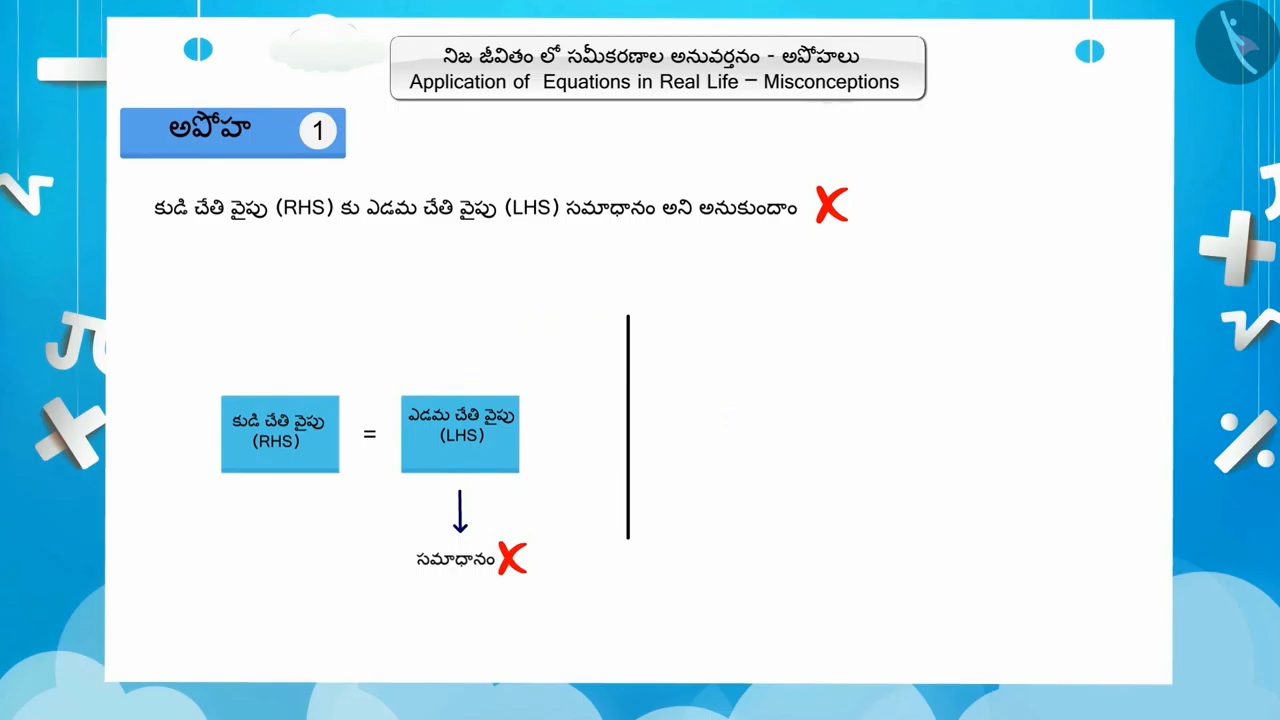 నిజ జీవితం లో సమీకరణాల అనువర్తనం - అపోహలు
Application of Equations in Real Life – Misconceptions
అపోహ 1
కుడి చేతి వైపు (RHS) కు ఎడమ చేతి వైపు (LHS) సమాధానం అని అనుకుందాం
కుడి చేతి వైపు
(RHS)
=
ఎడమ చేతి వైపు
(LHS)
సమాధానం